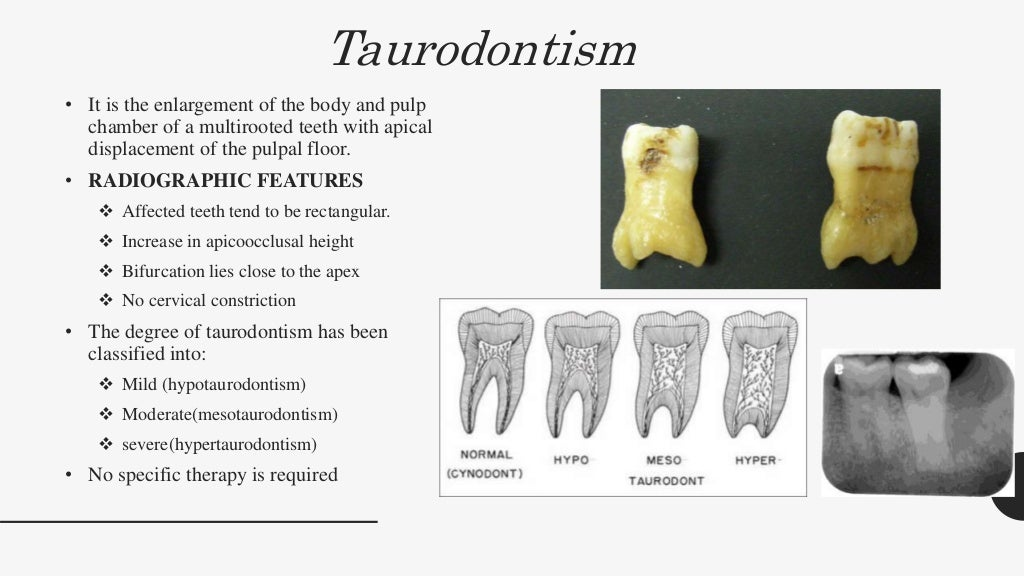 Taurodontism
• It is the enlargement of the body and pulp
chamber of a multirooted teeth with apical
displacement of the pulpal floor.
• RADIOGRAPHIC FEATURES
❖ Affected teeth tend to be rectangular.
❖ Increase in apicoocclusal height
❖ Bifurcation lies close to the apex
❖ No cervical constriction
• The degree of taurodontism has been
classified into:
❖ Mild (hypotaurodontism)
❖ Moderate(mesotaurodontism)
❖ severe(hypertaurodontism)
• No specific therapy is required
NORMAL
(CYNODONT)
HYPO-
MESO-
HYPER-
TAURODONT